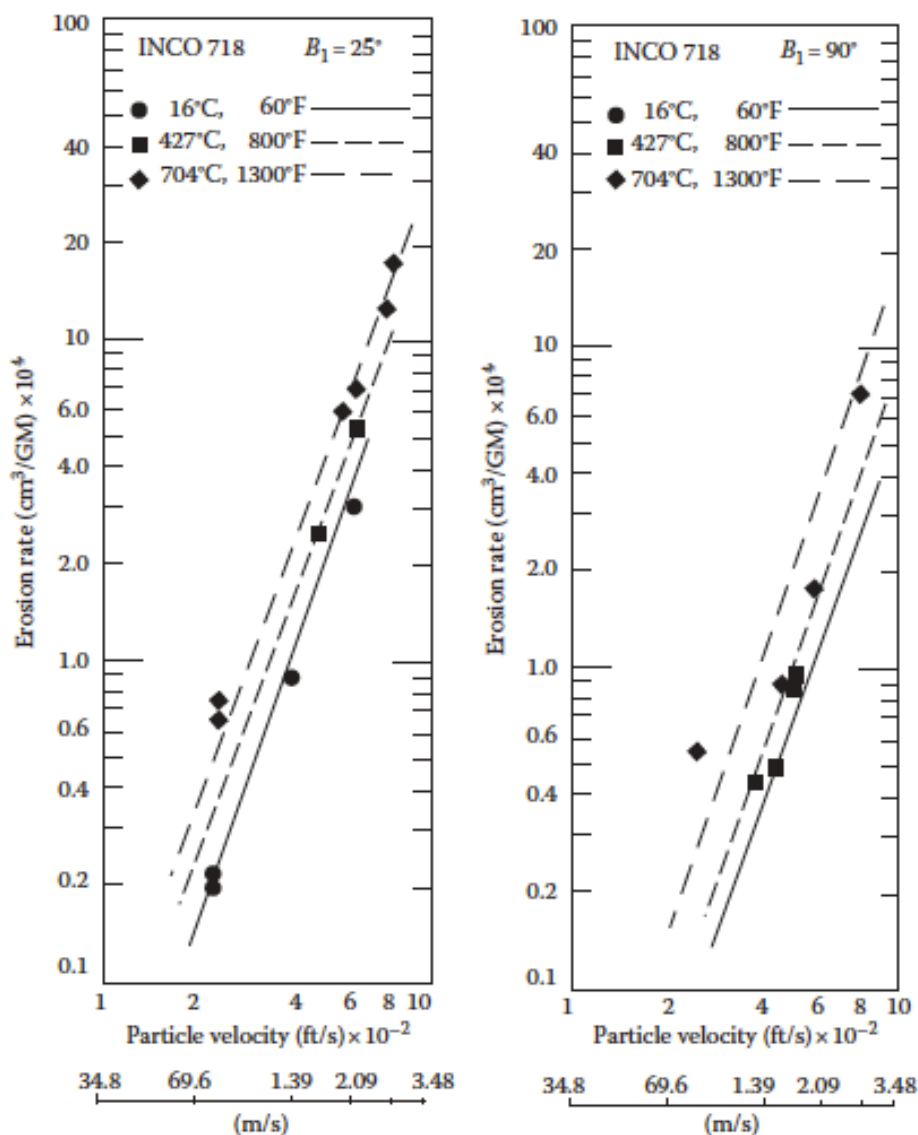 INCO 718 B₁ = 25°
16°C, 60°F
427°C, 800°F
704°C, 1300°F
Erosion rate (cm³/GM) × 10⁴
100
40
20
10
6.0
4.0
2.0
1.0
0.6
0.4
0.2
0.1
1 2 4 6 8 10
Particle velocity (ft/s) × 10⁻²
34.8 69.6 1.39 2.09 3.48
(m/s)
INCO 718 B₁ = 90°
16°C, 60°F
427°C, 800°F
704°C, 1300°F
Erosion rate (cm³/GM) × 10⁴
100
40
20
10
6.0
4.0
2.0
1.0
0.6
0.4
0.2
0.1
1 2 4 6 8 10
Particle velocity (ft/s) × 10⁻²
34.8 69.6 1.39 2.09 3.48
(m/s)